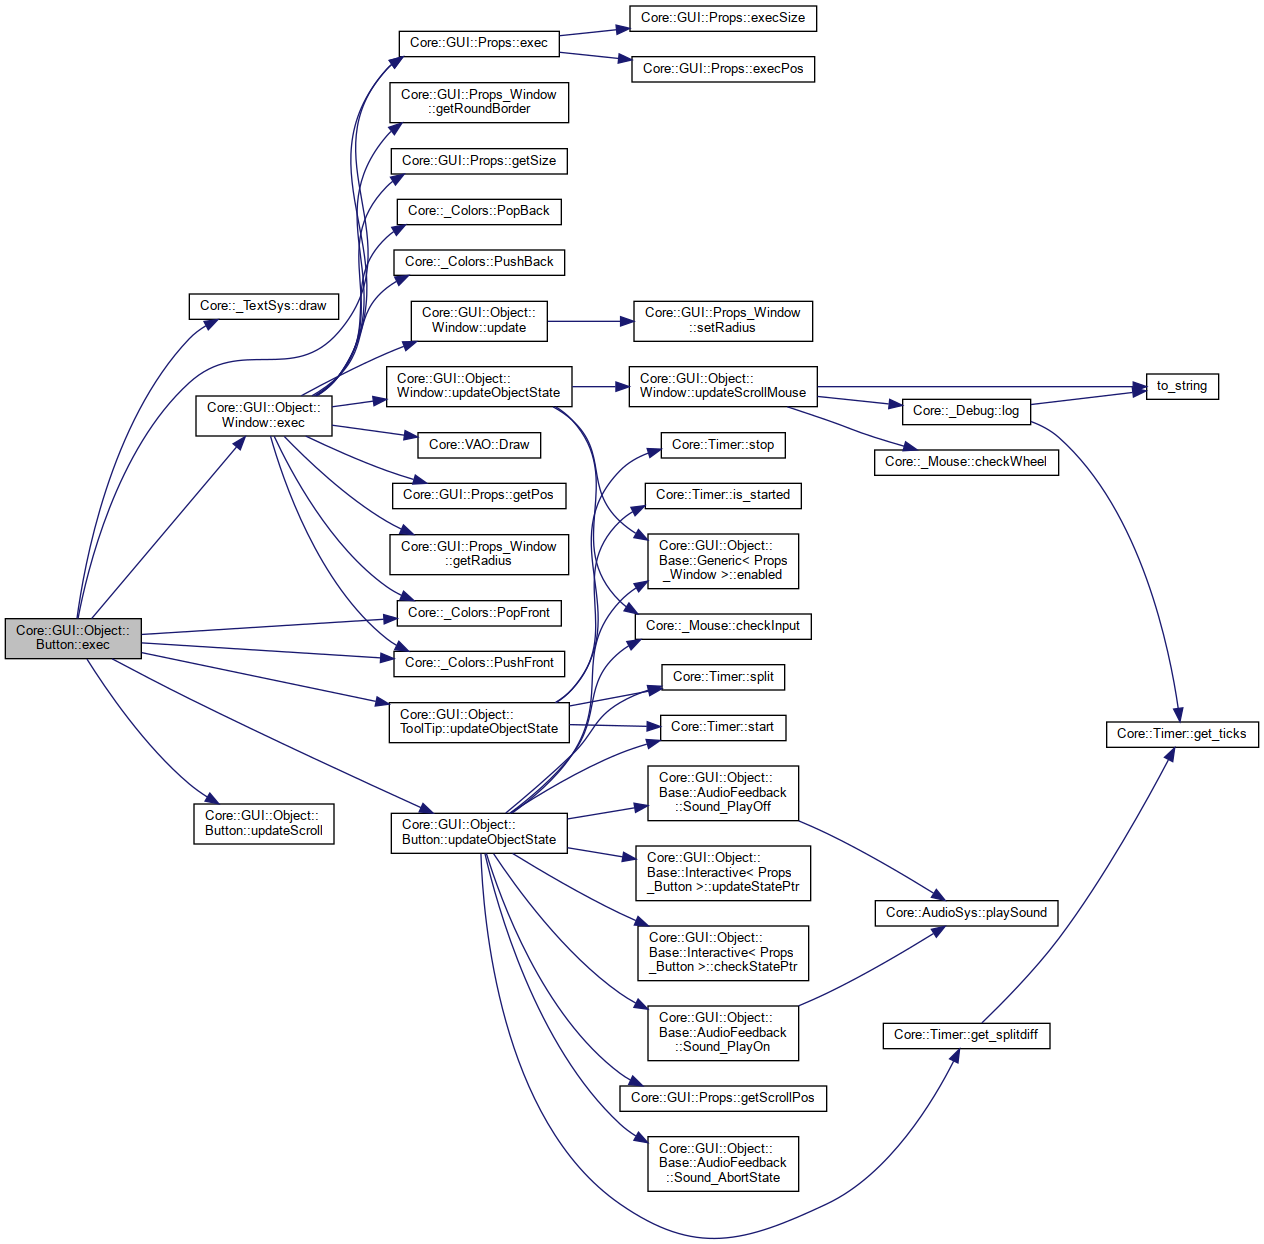 Core::GUI::Object::
Button::exec
Core::_TextSys::draw
Core::GUI::Object::
Window::exec
Core::GUI::Object::
Button::updateScroll
Core::GUI::Props::exec
Core::GUI::Props_Window
::getRoundBorder
Core::GUI::Props::getSize
Core::_Colors::PopBack
Core::_Colors::PushBack
Core::GUI::Object::
Window::update
Core::GUI::Object::
Window::updateObjectState
Core::VAO::Draw
Core::GUI::Props::getPos
Core::GUI::Props_Window
::getRadius
Core::_Colors::PopFront
Core::_Colors::PushFront
Core::GUI::Object::
ToolTip::updateObjectState
Core::GUI::Object::
Button::updateObjectState
Core::GUI::Props::execSize
Core::GUI::Props::execPos
Core::GUI::Props_Window
::setRadius
Core::GUI::Object::
Window::updateScrollMouse
Core::Timer::stop
Core::Timer::is_started
Core::GUI::Object::
Base::Generic< Props
_Window >::enabled
Core::_Mouse::checkInput
Core::Timer::split
Core::Timer::start
Core::GUI::Object::
Base::AudioFeedback
::Sound_PlayOff
Core::GUI::Object::
Base::Interactive< Props
_Button >::updateStatePtr
Core::GUI::Object::
Base::Interactive< Props
_Button >::checkStatePtr
Core::GUI::Object::
Base::AudioFeedback
::Sound_PlayOn
Core::GUI::Props::getScrollPos
Core::GUI::Object::
Base::AudioFeedback
::Sound_AbortState
Core::_Debug::log
Core::_Mouse::checkWheel
Core::AudioSys::playSound
Core::Timer::get_splitdiff
to_string
Core::Timer::get_ticks